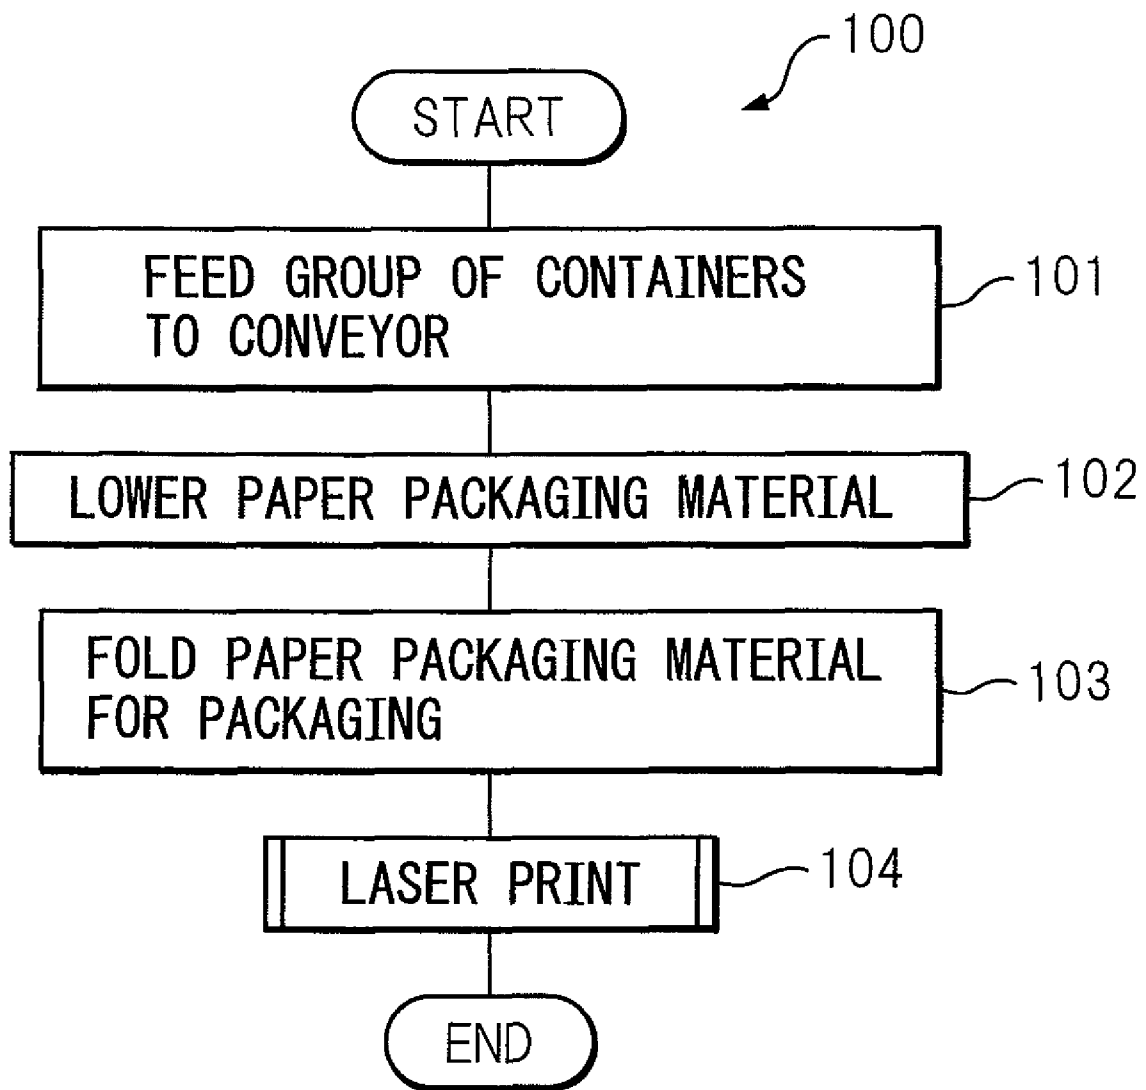 100
START
FEED GROUP OF CONTAINERS
TO CONVEYOR
101
LOWER PAPER PACKAGING MATERIAL
102
FOLD PAPER PACKAGING MATERIAL
FOR PACKAGING
103
LASER PRINT
104
END